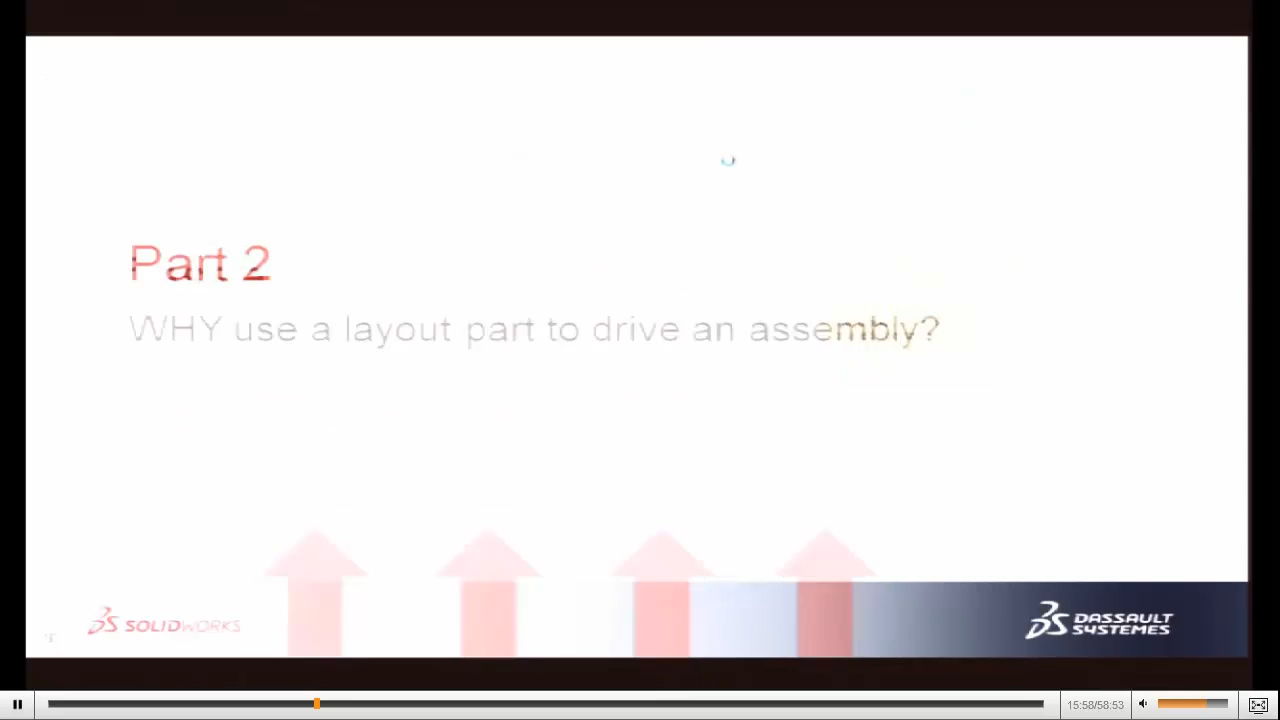 Part 2
WHY use a layout part to drive an assembly?
SOLIDWORKS
DASSAULT
SYSTEMES
15:58/58:53